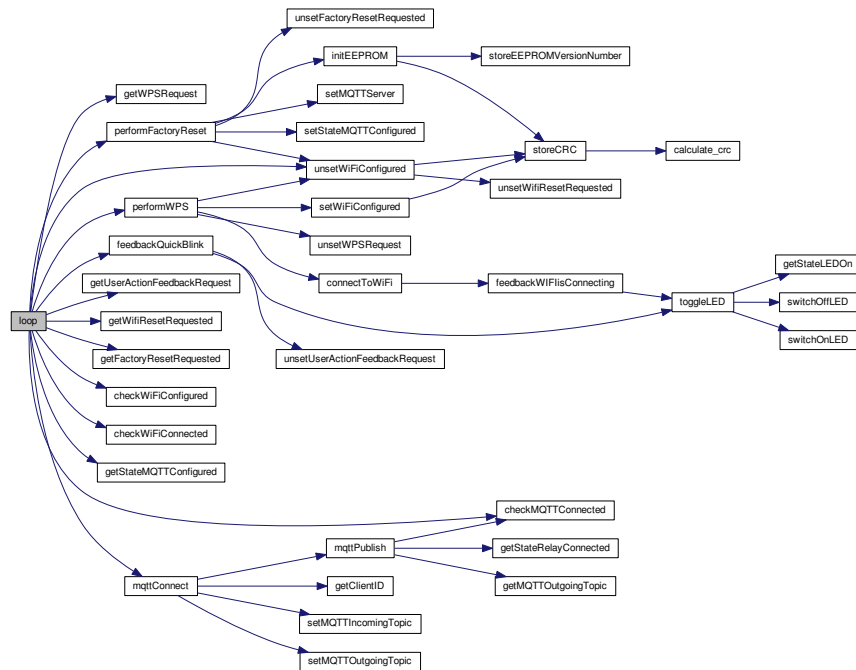 unsetFactoryResetRequested
initEEPROM
storeEEPROMVersionNumber
getWPSRequest
setMQTTServer
performFactoryReset
setStateMQTTConfigured
storeCRC
calculate_crc
unsetWiFiConfigured
unsetWifiResetRequested
performWPS
setWiFiConfigured
feedbackQuickBlink
unsetWPSRequest
getStateLEDOn
getUserActionFeedbackRequest
connectToWiFi
feedbackWIFIisConnecting
toggleLED
switchOffLED
loop
getWifiResetRequested
switchOnLED
getFactoryResetRequested
unsetUserActionFeedbackRequest
checkWiFiConfigured
checkWiFiConnected
getStateMQTTConfigured
checkMQTTConnected
mqttPublish
getStateRelayConnected
mqttConnect
getClientID
getMQTTOutgoingTopic
setMQTTIncomingTopic
setMQTTOutgoingTopic